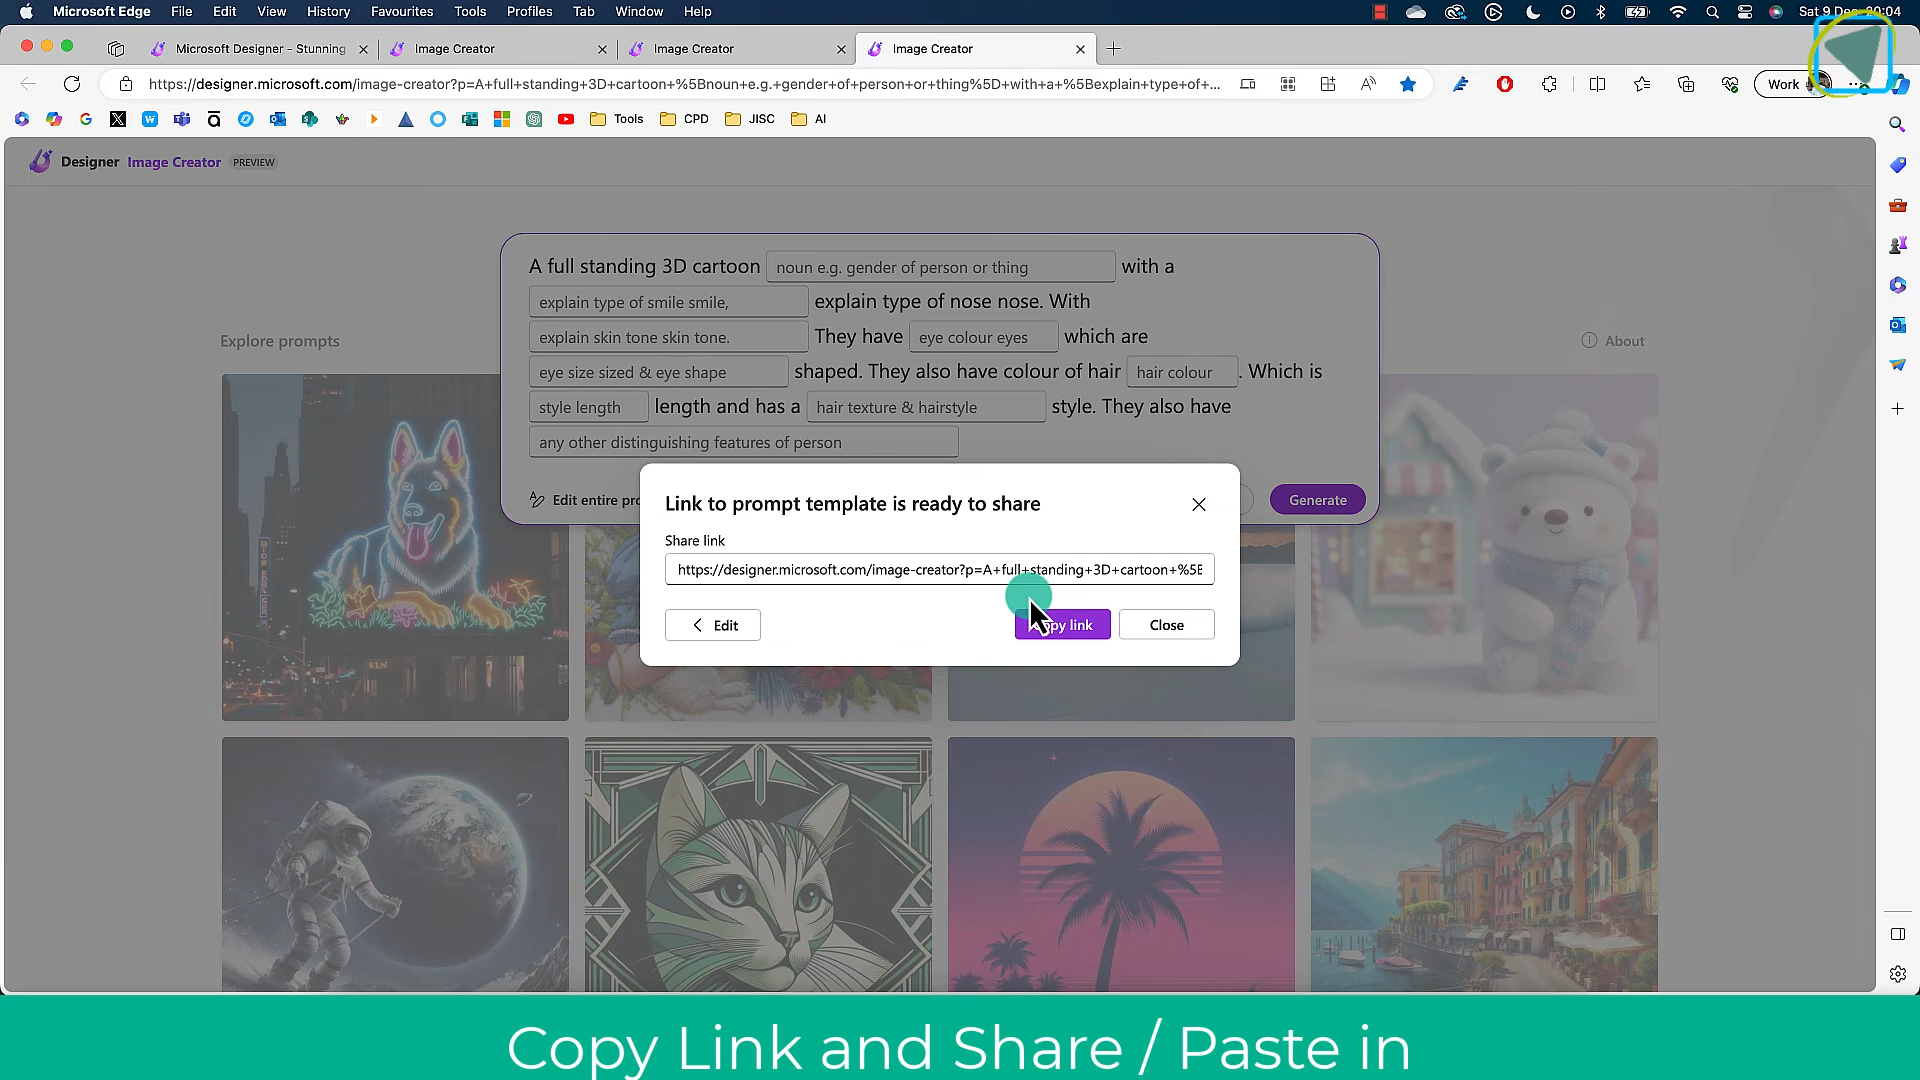 Microsoft Edge File Edit View History Favourites Tools Profiles Tab Window Help Sat 9 Dec 20:04
Microsoft Designer - Stunning Image Creator Image Creator Image Creator
https://designer.microsoft.com/image-creator?p=A+full+standing+3D+cartoon+%5Bnoun+e.g.+gender+of+person+or+thing%5D+with+a+%5Bexplain+type+of+... Work
Tools CPD JISC AI
Designer Image Creator PREVIEW
A full standing 3D cartoon noun e.g. gender of person or thing with a
explain type of smile smile, explain type of nose nose. With
explain skin tone skin tone. They have eye colour eyes which are
eye size sized & eye shape shaped. They also have colour of hair hair colour . Which is
style length length and has a hair texture & hairstyle style. They also have
any other distinguishing features of person
Explore prompts
About
Edit entire pro
Generate
Link to prompt template is ready to share
Share link
https://designer.microsoft.com/image-creator?p=A+full+standing+3D+cartoon+%5E
Edit
link
Close
KLN
Copy Link and Share / Paste in